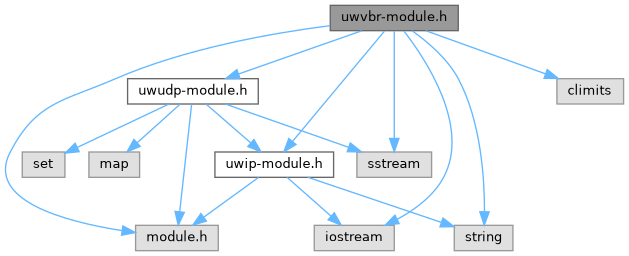 uwvbr-module.h
uwudp-module.h
climits
set
map
uwip-module.h
sstream
module.h
iostream
string